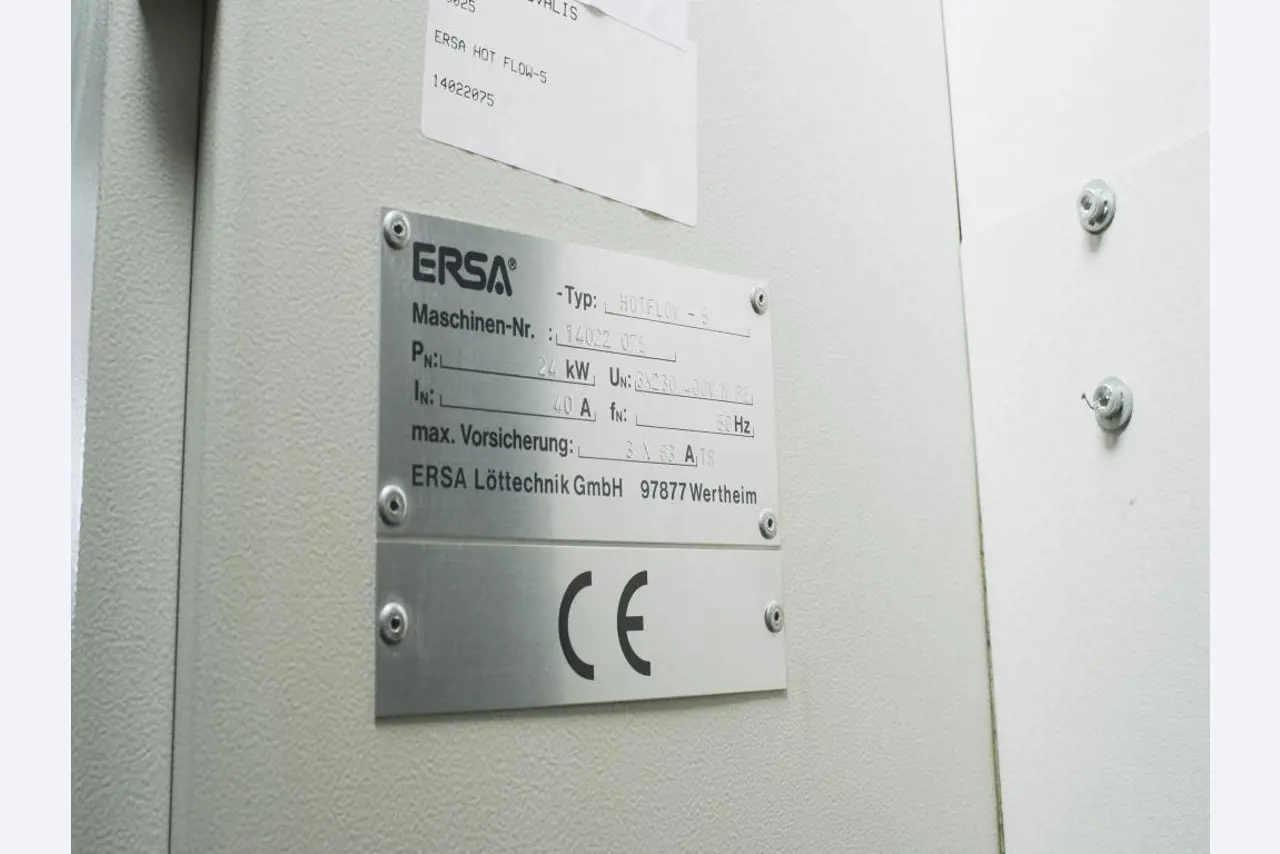 ERSA HOT FLOW-5
14022075
ERSA® -Typ: HOTFLOW - 5
Maschinen-Nr. : 14022 075
PN: 24 kW UN: 3X230
IN: 40 A fN: Hz
max. Vorsicherung: 3 X 63 A
ERSA Löttechnik GmbH 97877 Wertheim
CE